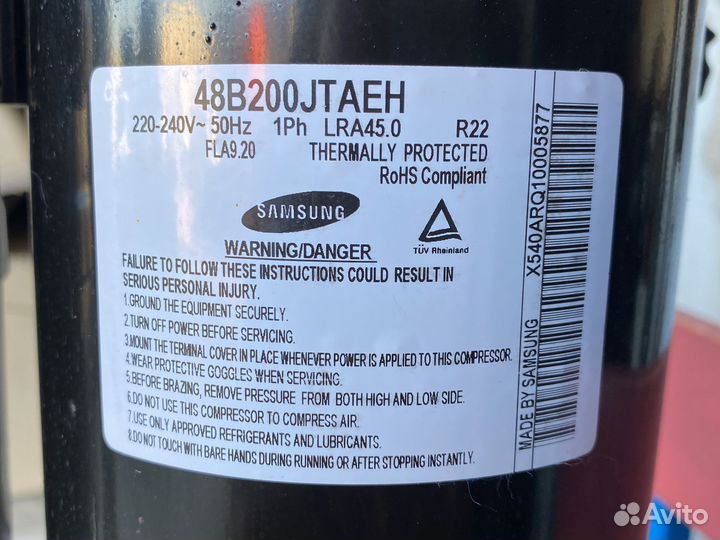 48B200JTAEH
220-240V~ 50Hz 1Ph LRA45.0 R22
FLA9.20 THERMALLY PROTECTED
RoHS Compliant
SAMSUNG
TÜV Rheinland
WARNING/DANGER
FAILURE TO FOLLOW THESE INSTRUCTIONS COULD RESULT IN
SERIOUS PERSONAL INJURY.
1.GROUND THE EQUIPMENT SECURELY.
2.TURN OFF POWER BEFORE SERVICING.
3.MOUNT THE TERMINAL COVER IN PLACE WHENEVER POWER IS APPLIED TO THIS COMPRESSOR.
4.WEAR PROTECTIVE GOGGLES WHEN SERVICING.
5.BEFORE BRAZING, REMOVE PRESSURE FROM BOTH HIGH AND LOW SIDE.
6.DO NOT USE THIS COMPRESSOR TO COMPRESS AIR.
7.USE ONLY APPROVED REFRIGERANTS AND LUBRICANTS.
8.DO NOT TOUCH WITH BARE HANDS DURING RUNNING OR AFTER STOPPING INSTANTLY.
MADE BY SAMSUNG X540ARQ10005877
Avito